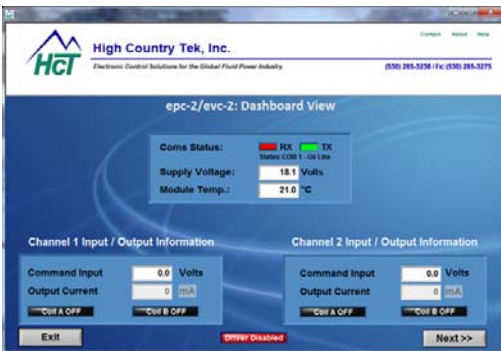 Contact About Help
High Country Tek, Inc.
HCT
Electronic Control Solutions for the Global Fluid Power Industry
(530) 265-3236 / Fx: (530) 265-3275
epc-2/evc-2: Dashboard View
Coms Status: RX TX
Status: COM 1 - On Line
Supply Voltage: 18.1 Volts
Module Temp.: 21.0 °C
Channel 1 Input / Output Information
Command Input 0.0 Volts
Output Current 0 mA
Coil A OFF Coil B OFF
Channel 2 Input / Output Information
Command Input 0.0 Volts
Output Current 0 mA
Coil A OFF Coil B OFF
Exit Driver Disabled Next >>